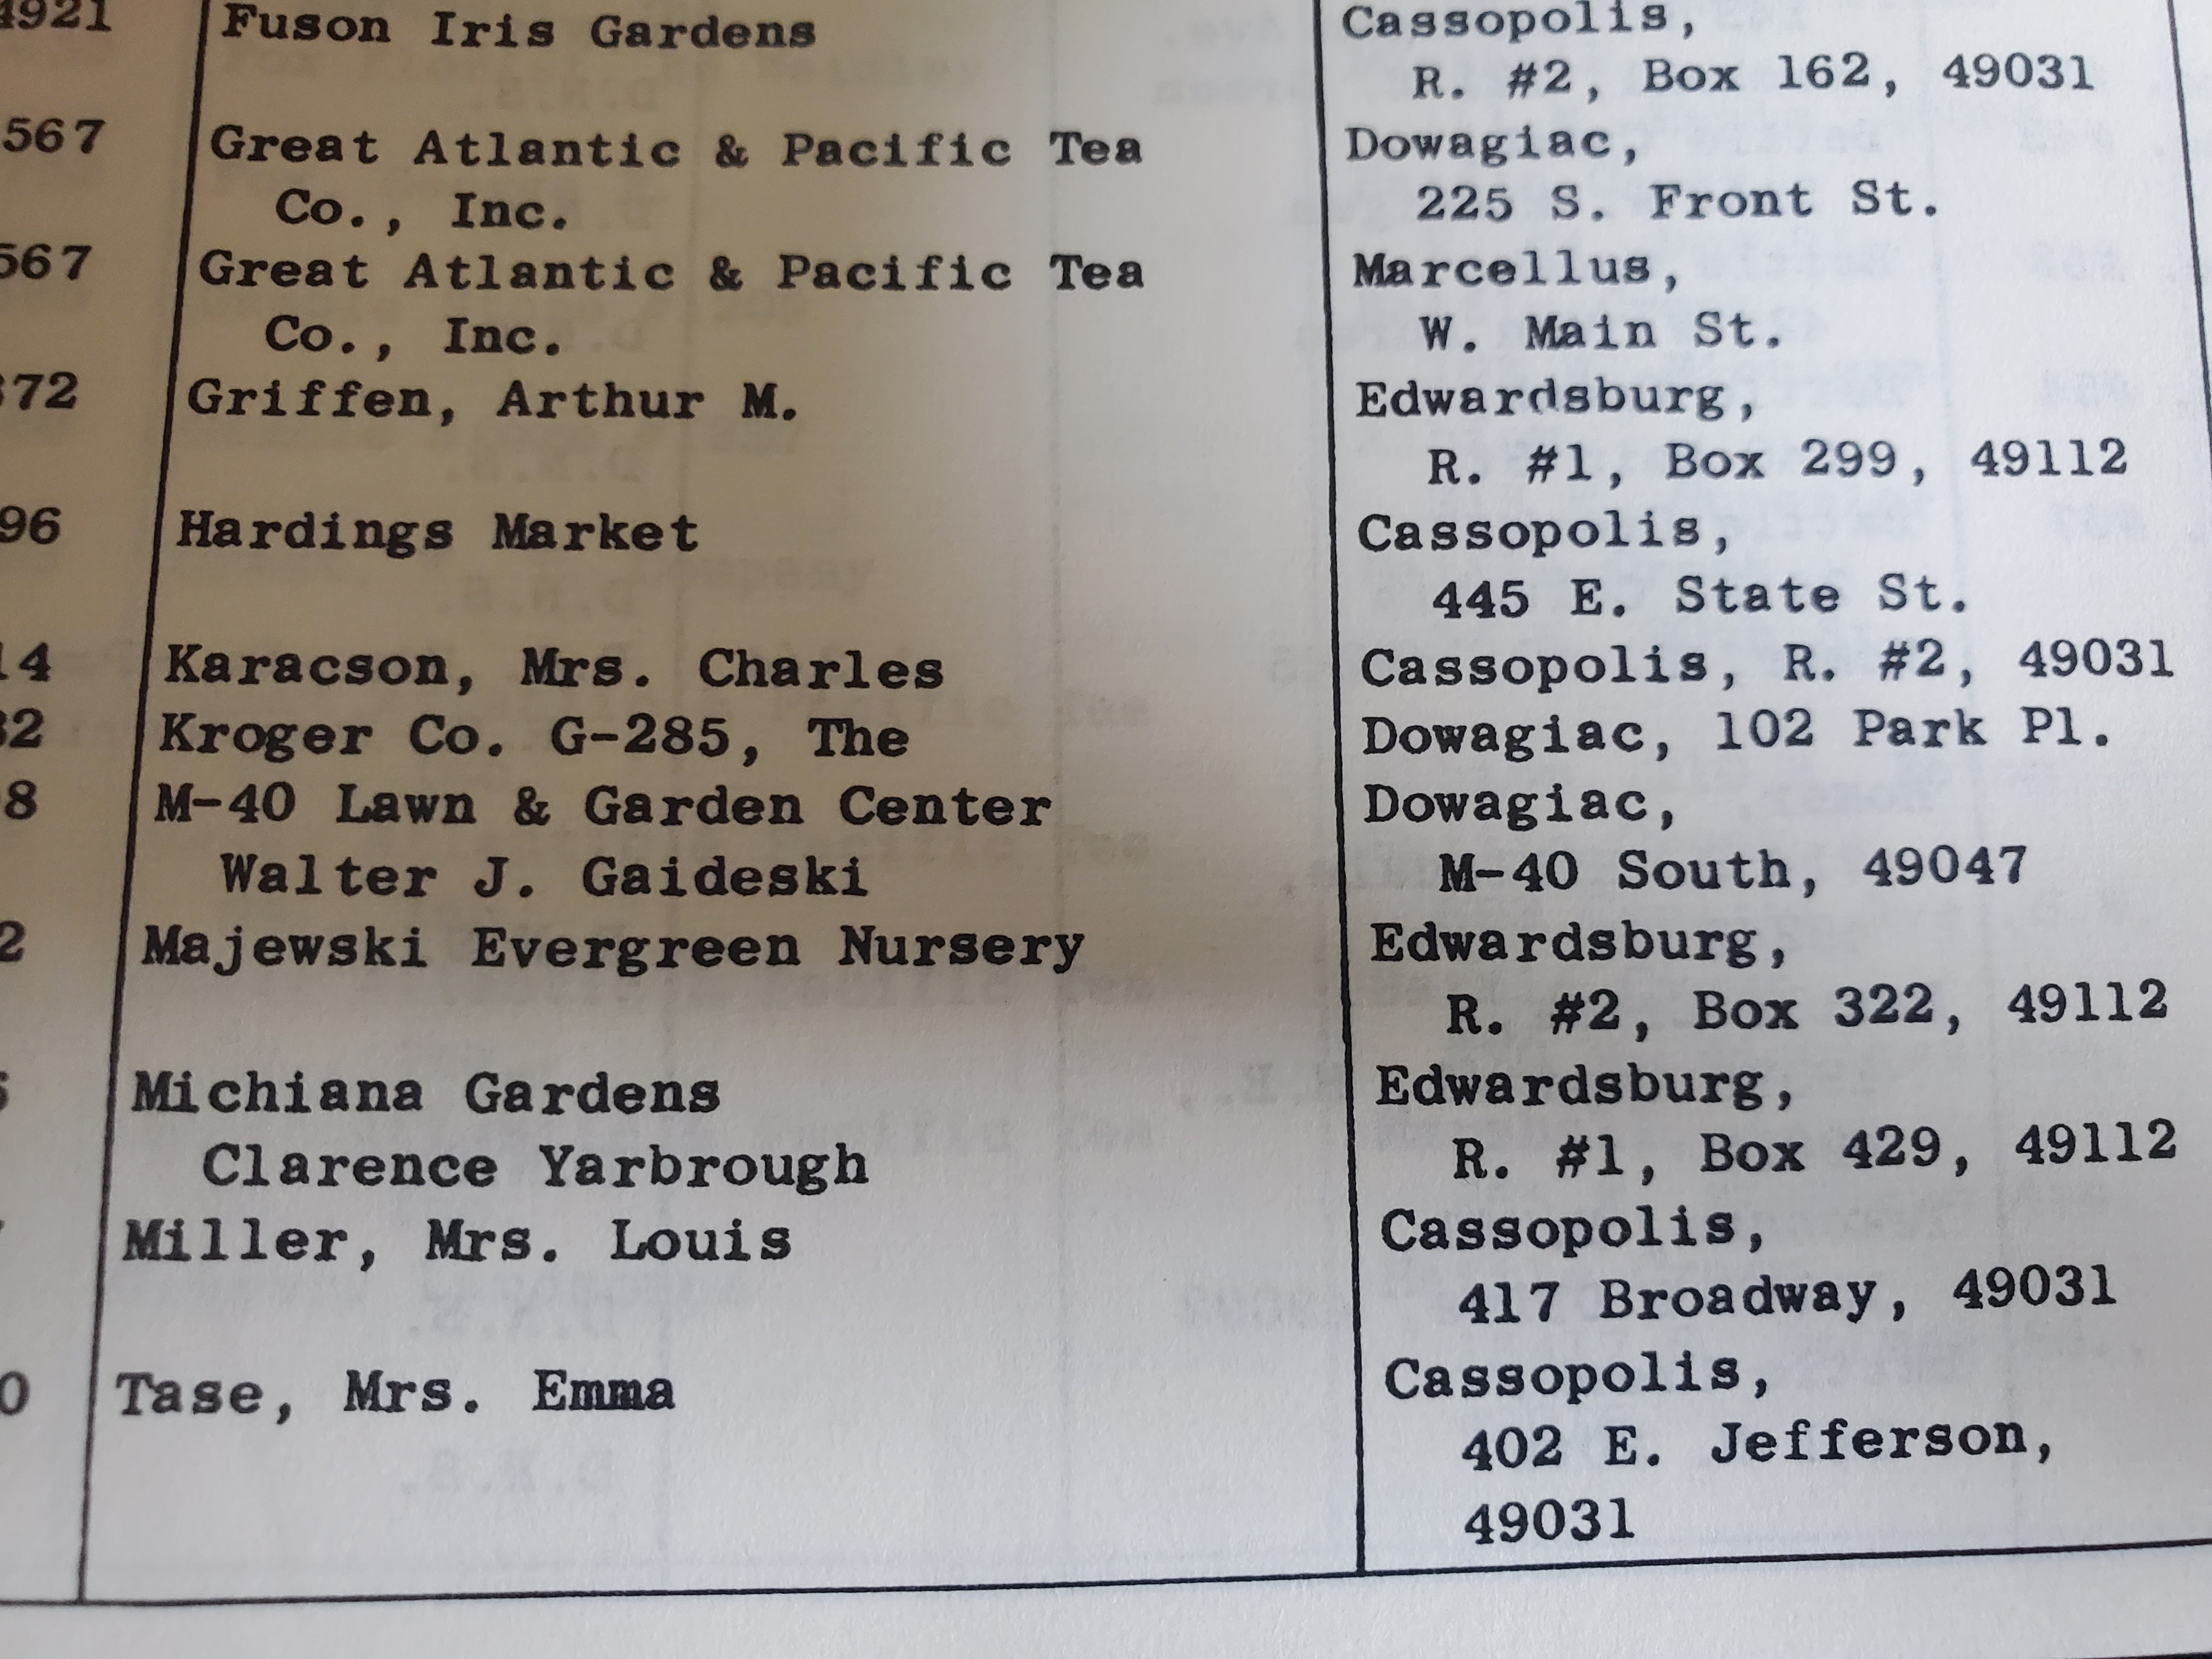 4921 Fuson Iris Gardens Cassopolis,
R. #2, Box 162, 49031
567 Great Atlantic & Pacific Tea Dowagiac,
Co., Inc. 225 S. Front St.
567 Great Atlantic & Pacific Tea Marcellus,
Co., Inc. W. Main St.
372 Griffen, Arthur M. Edwardsburg,
R. #1, Box 299, 49112
96 Hardings Market Cassopolis,
445 E. State St.
14 Karacson, Mrs. Charles Cassopolis, R. #2, 49031
32 Kroger Co. G-285, The Dowagiac, 102 Park Pl.
8 M-40 Lawn & Garden Center Dowagiac,
Walter J. Gaideski M-40 South, 49047
2 Majewski Evergreen Nursery Edwardsburg,
R. #2, Box 322, 49112
Michiana Gardens Edwardsburg,
Clarence Yarbrough R. #1, Box 429, 49112
Miller, Mrs. Louis Cassopolis,
417 Broadway, 49031
0 Tase, Mrs. Emma Cassopolis,
402 E. Jefferson,
49031